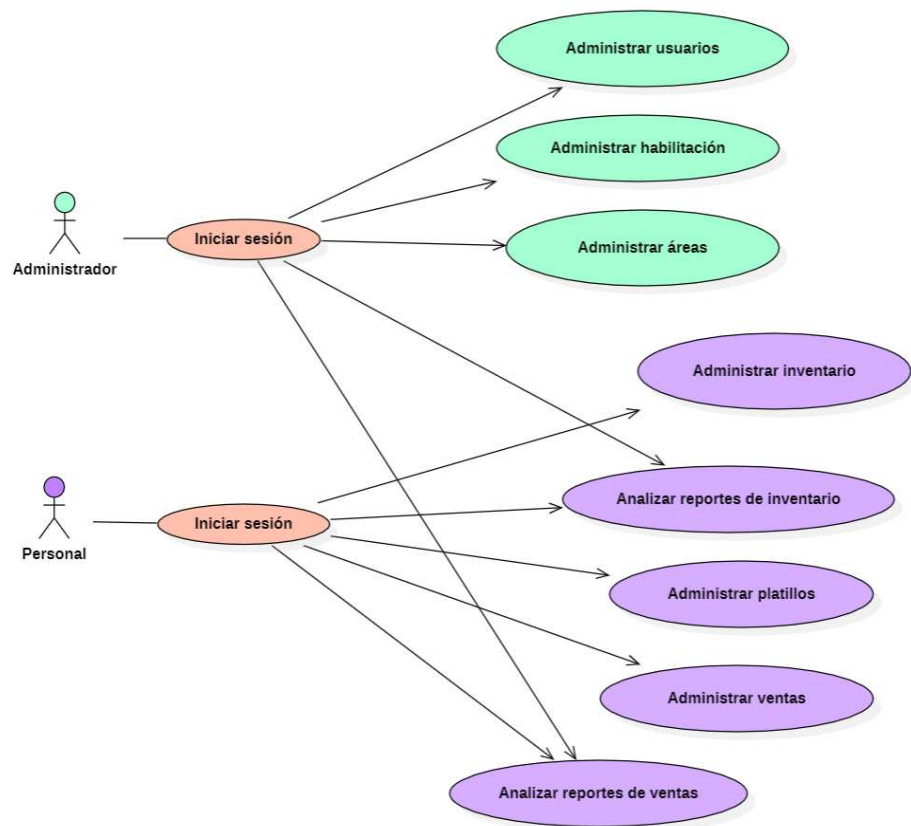 Administrar usuarios
Administrar habilitación
Administrador
Iniciar sesión
Administrar áreas
Administrar inventario
Personal
Iniciar sesión
Analizar reportes de inventario
Administrar platillos
Administrar ventas
Analizar reportes de ventas